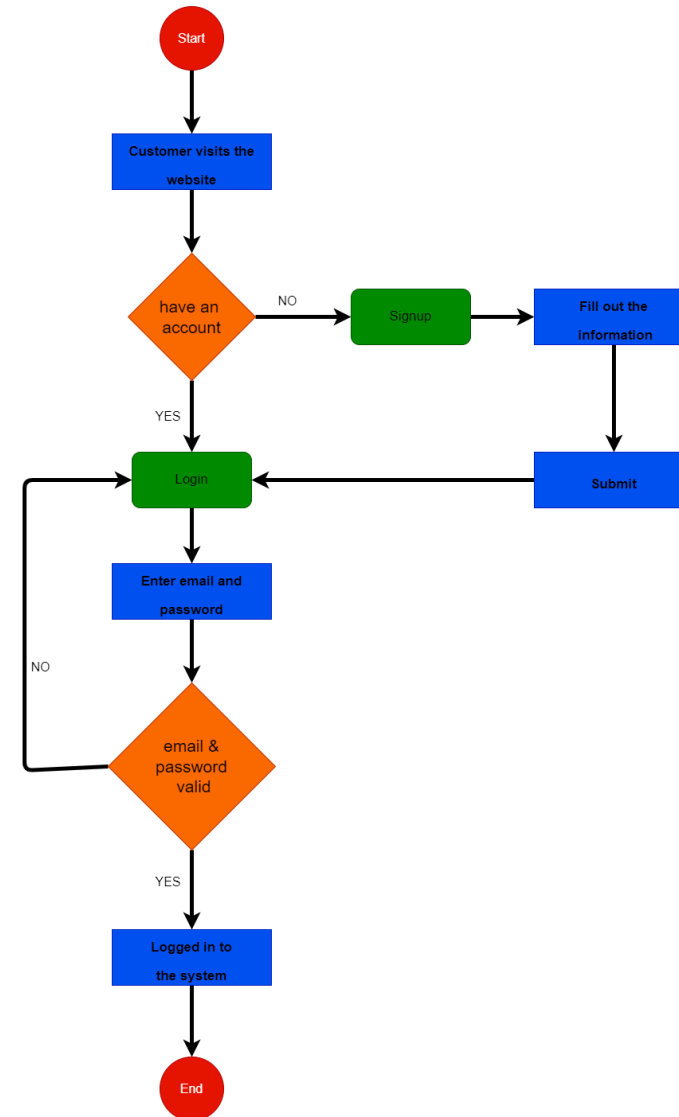 Start
Customer visits the
website
have an
account
NO
Signup
Fill out the
information
YES
Login
Submit
Enter email and
password
NO
email &
password
valid
YES
Logged in to
the system
End